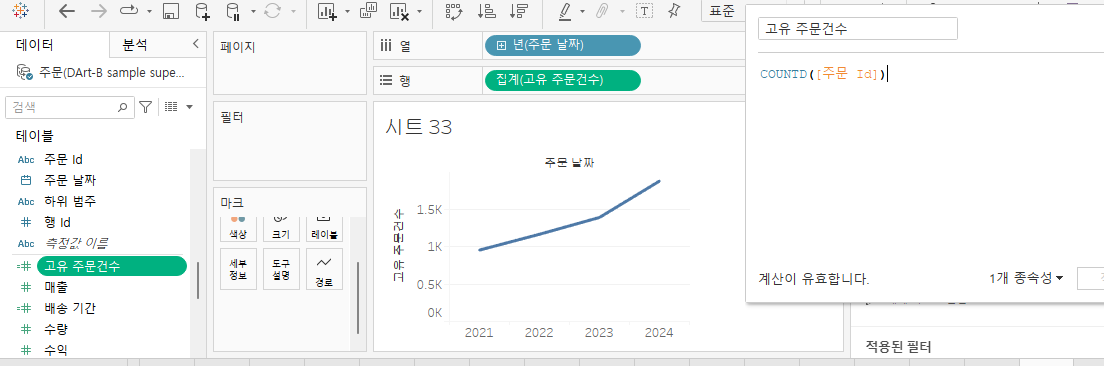 표준
데이터
분석
주문(DArt-B sample supe...
검색
테이블
Abc 주문 Id
주문 날짜
Abc 하위 범주
# 행 Id
Abc 측정값 이름
=# 고유 주문건수
# 매출
=# 배송 기간
# 수량
# 수익
페이지
필터
마크
색상
크기
레이블
세부
정보
도구
설명
경로
열
년(주문 날짜)
행
집계(고유 주문건수)
시트 33
주문 날짜
고유 주문건수
1.5K
1K
0.5K
0K
2021
2022
2023
2024
고유 주문건수
COUNTD([주문 Id])
계산이 유효합니다.
1개 종속성
적용된 필터